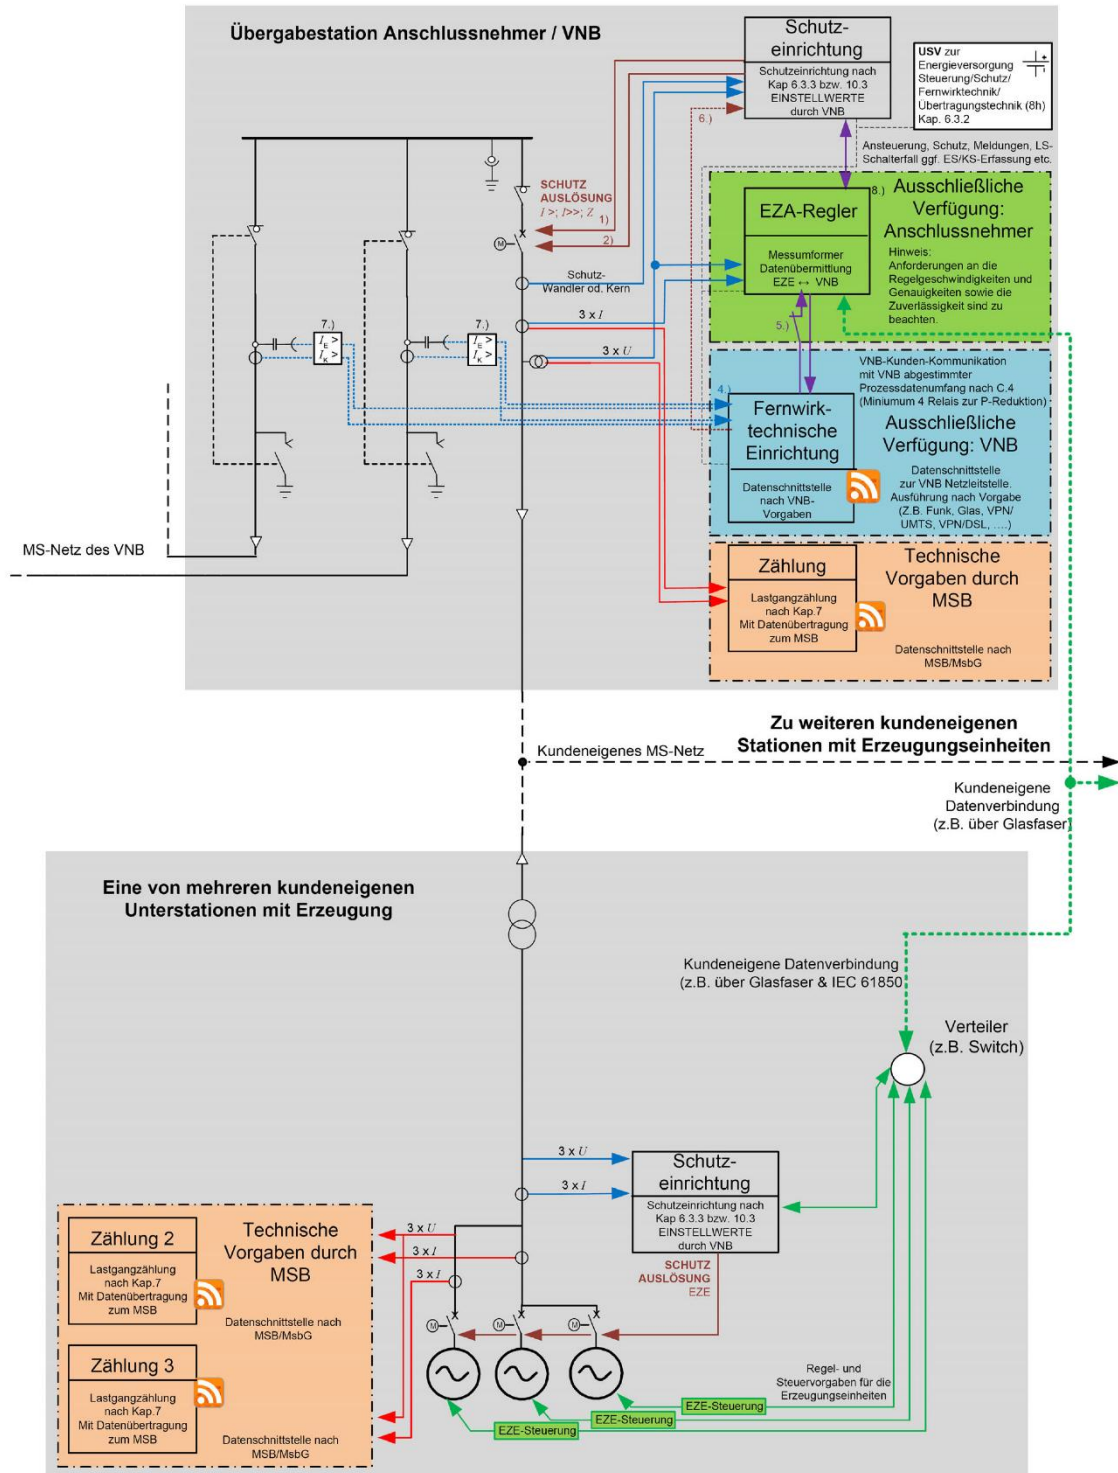 Übergabestation Anschlussnehmer / VNB
Schutz-
einrichtung
Schutzeinrichtung nach
Kap 6.3.3 bzw. 10.3
EINSTELLWERTE
durch VNB
USV zur
Energieversorgung
Steuerung/Schutz/
Fernwirktechnik/
Übertragungstechnik (8h)
Kap. 6.3.2
6.)
Ansteuerung, Schutz, Meldungen, LS-
Schalterfall ggf. ES/KS-Erfassung etc.
SCHUTZ
AUSLÖSUNG
I >; I>>; Z
1)
2)
M
8.)
EZA-Regler
Messumformer
Datenübermittlung
EZE ↔ VNB
Ausschließliche
Verfügung:
Anschlussnehmer
Hinweis:
Anforderungen an die
Regelgeschwindigkeiten und
Genauigkeiten sowie die
Zuverlässigkeit sind zu
beachten.
Schutz-
Wandler od. Kern
3 x I
3 x U
5.)
7.)
I E >
I K >
7.)
I E >
I K >
4.)
VNB-Kunden-Kommunikation
mit VNB abgestimmter
Prozessdatenumfang nach C.4
(Miniumum 4 Relais zur P-Reduktion)
Fernwirk-
technische
Einrichtung
Datenschnittstelle
nach VNB-
Vorgaben
Ausschließliche
Verfügung: VNB
Datenschnittstelle
zur VNB Netzleitstelle.
Ausführung nach Vorgabe
(Z.B. Funk, Glas, VPN/
UMTS, VPN/DSL, ....)
MS-Netz des VNB
Zählung
Lastgangzählung
nach Kap.7
Mit Datenübertragung
zum MSB
Technische
Vorgaben durch
MSB
Datenschnittstelle nach
MSB/MsbG
Zu weiteren kundeneigenen
Stationen mit Erzeugungseinheiten
Kundeneigenes MS-Netz
Kundeneigene
Datenverbindung
(z.B. über Glasfaser)
Eine von mehreren kundeneigenen
Unterstationen mit Erzeugung
Kundeneigene Datenverbindung
(z.B. über Glasfaser & IEC 61850
Verteiler
(z.B. Switch)
3 x U
3 x I
Schutz-
einrichtung
Schutzeinrichtung nach
Kap 6.3.3 bzw. 10.3
EINSTELLWERTE
durch VNB
SCHUTZ
AUSLÖSUNG
EZE
Zählung 2
Lastgangzählung
nach Kap.7
Mit Datenübertragung
zum MSB
Technische
Vorgaben durch
MSB
Datenschnittstelle nach
MSB/MsbG
3 x U
3 x I
3 x I
M
M
M
Zählung 3
Lastgangzählung
nach Kap.7
Mit Datenübertragung
zum MSB
Datenschnittstelle nach
MSB/MsbG
Regel- und
Steuervorgaben für die
Erzeugungseinheiten
EZE-Steuerung
EZE-Steuerung
EZE-Steuerung